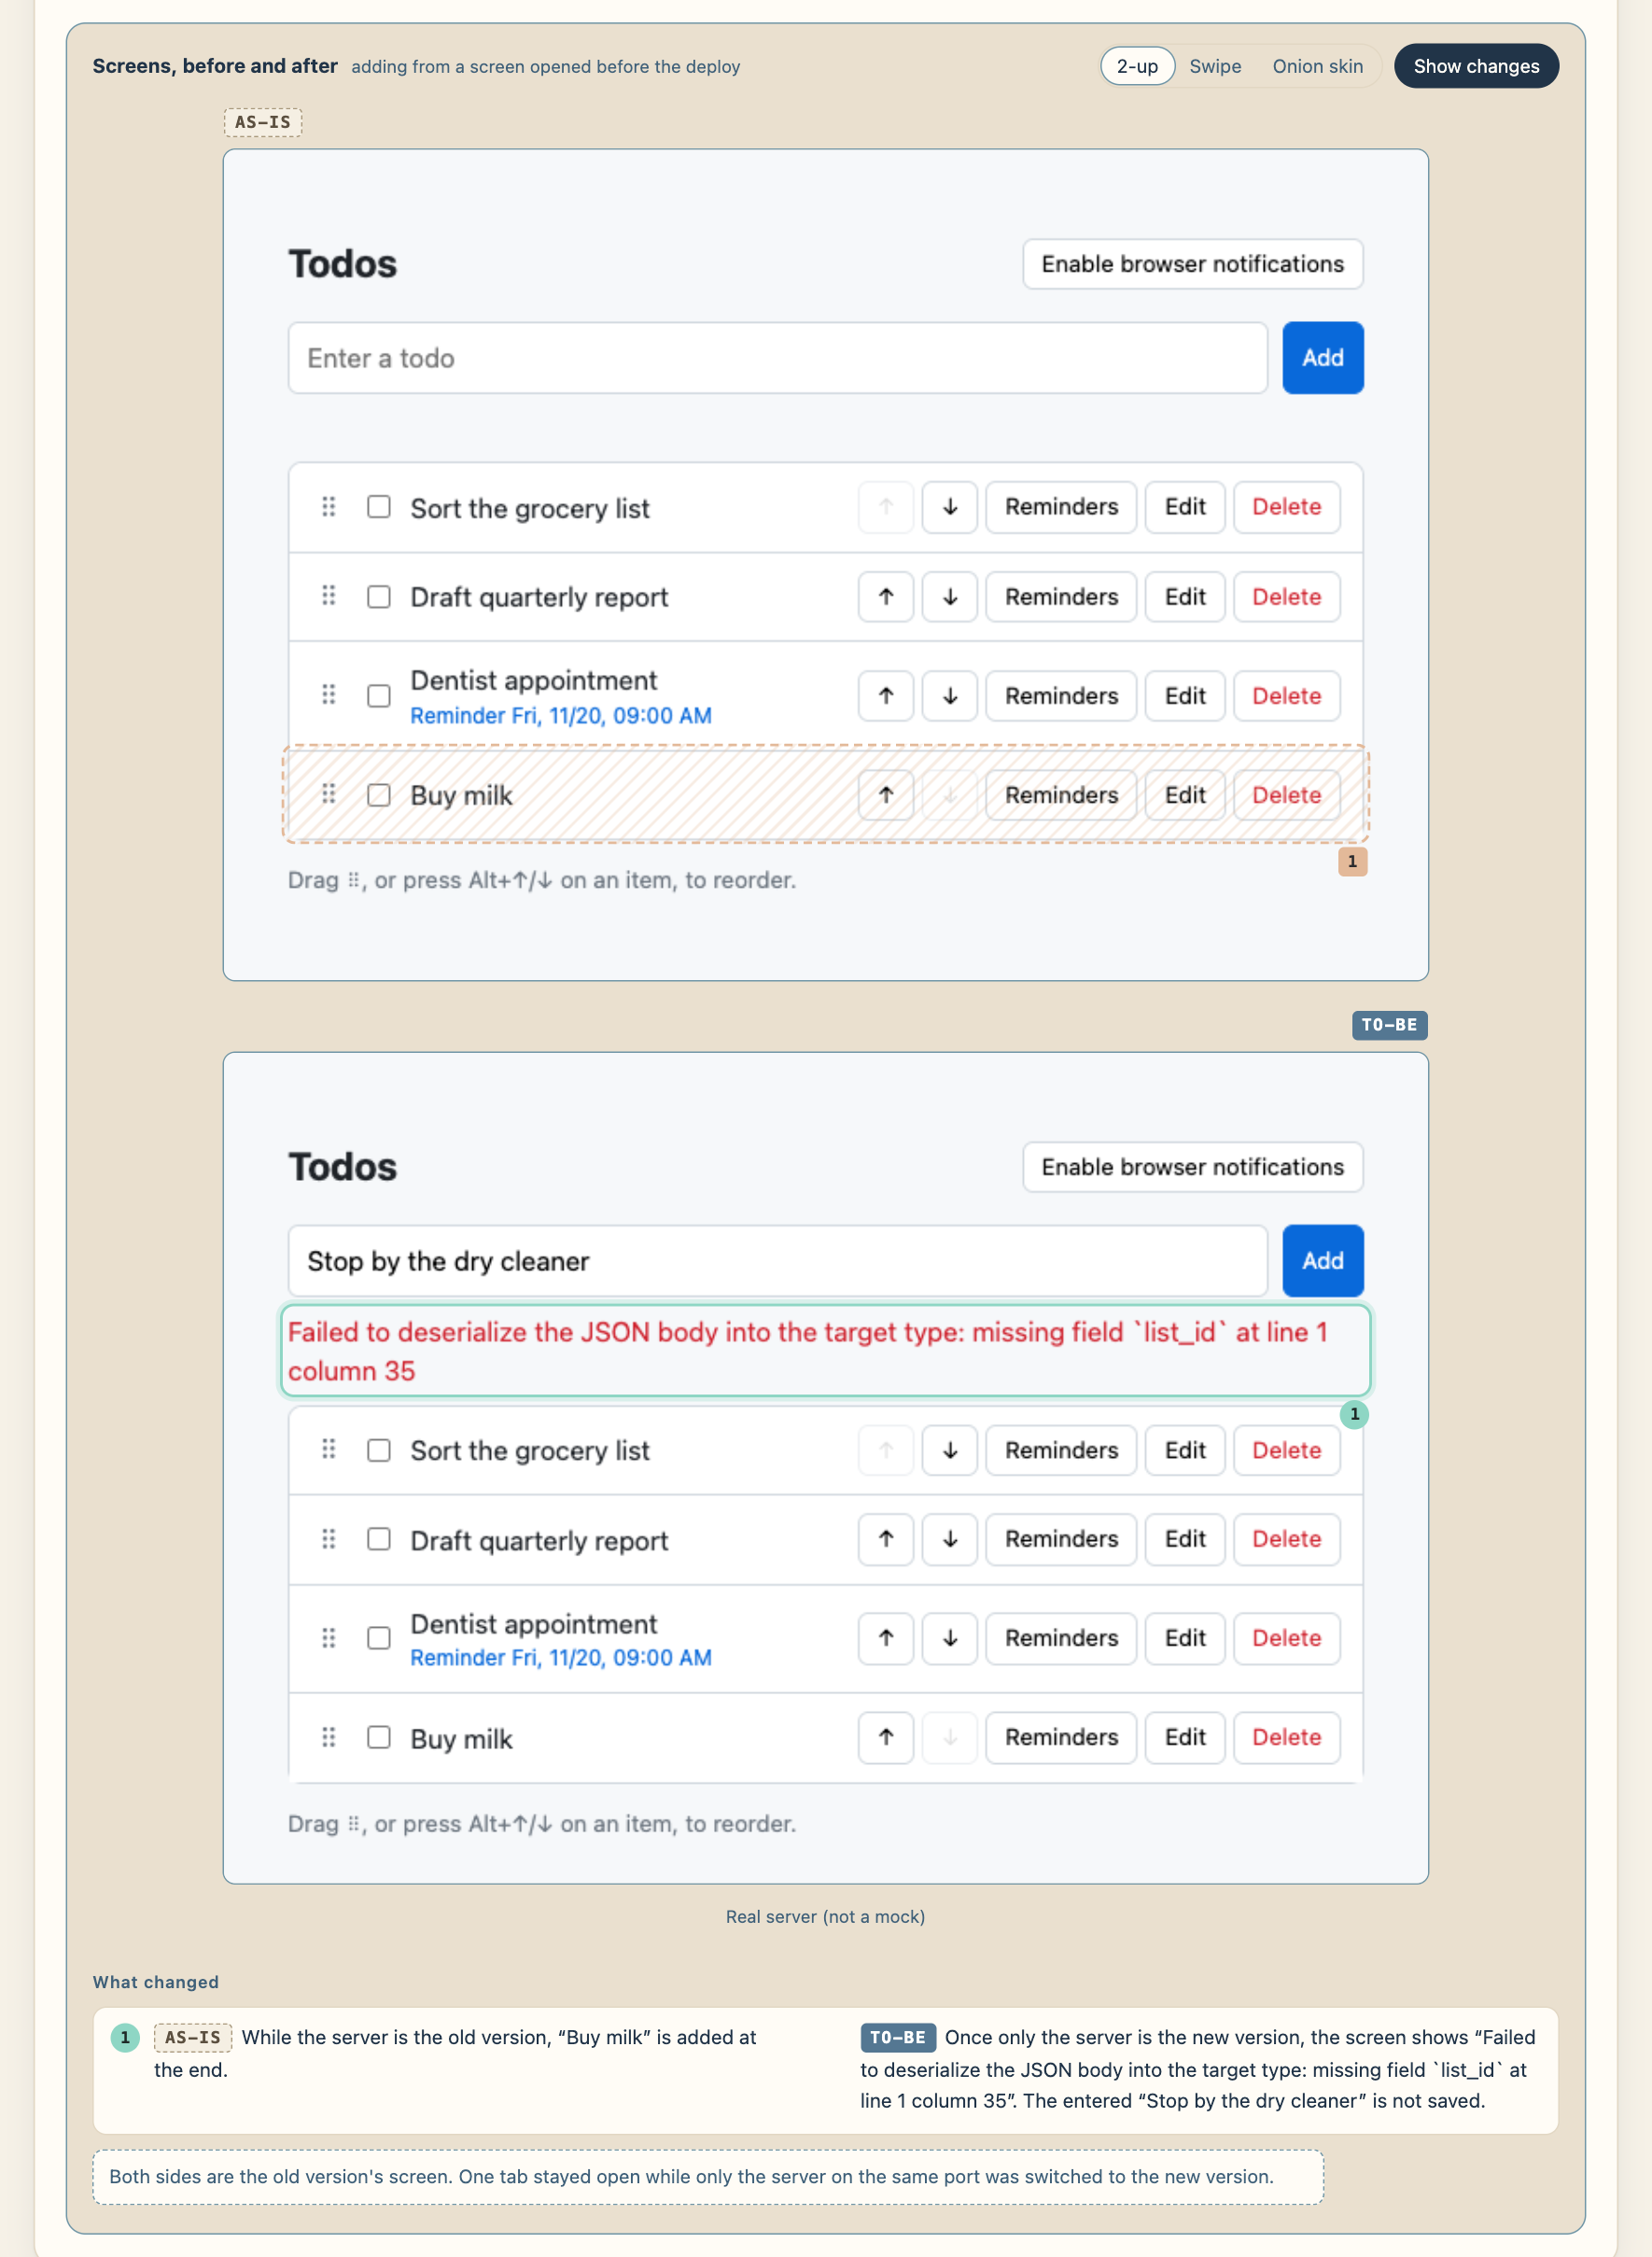 Screens, before and after adding from a screen opened before the deploy 2-up Swipe Onion skin Show changes
AS-IS
Todos Enable browser notifications
Enter a todo Add
Sort the grocery list ↑ ↓ Reminders Edit Delete
Draft quarterly report ↑ ↓ Reminders Edit Delete
Dentist appointment ↑ ↓ Reminders Edit Delete
Reminder Fri, 11/20, 09:00 AM
Buy milk ↑ ↓ Reminders Edit Delete
1
Drag ⠿, or press Alt+↑/↓ on an item, to reorder.
TO-BE
Todos Enable browser notifications
Stop by the dry cleaner Add
Failed to deserialize the JSON body into the target type: missing field `list_id` at line 1
column 35
1
Sort the grocery list ↑ ↓ Reminders Edit Delete
Draft quarterly report ↑ ↓ Reminders Edit Delete
Dentist appointment ↑ ↓ Reminders Edit Delete
Reminder Fri, 11/20, 09:00 AM
Buy milk ↑ ↓ Reminders Edit Delete
Drag ⠿, or press Alt+↑/↓ on an item, to reorder.
Real server (not a mock)
What changed
1 AS-IS While the server is the old version, “Buy milk” is added at
the end.
TO-BE Once only the server is the new version, the screen shows “Failed
to deserialize the JSON body into the target type: missing field `list_id` at
line 1 column 35”. The entered “Stop by the dry cleaner” is not saved.
Both sides are the old version's screen. One tab stayed open while only the server on the same port was switched to the new version.